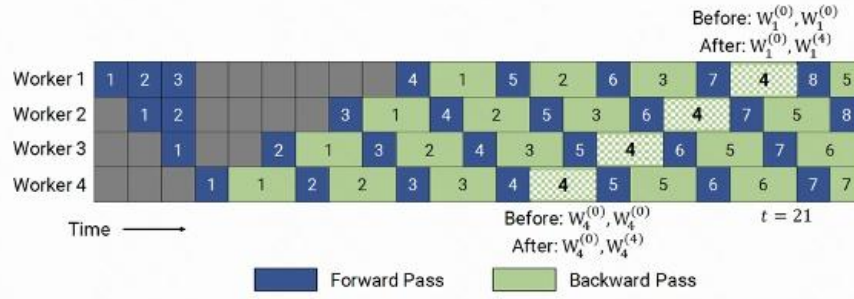 Before: W₁⁽⁰⁾, W₁⁽⁰⁾
After: W₁⁽⁰⁾, W₁⁽⁴⁾
Worker 1 1 2 3 4 1 5 2 6 3 7 4 8 5
Worker 2 1 2 3 1 4 2 5 3 6 4 7 5 8
Worker 3 1 2 1 3 2 4 3 5 4 6 5 7 6
Worker 4 1 1 2 2 3 3 4 4 5 5 6 6 7 7
Before: W₄⁽⁰⁾, W₄⁽⁰⁾
After: W₄⁽⁰⁾, W₄⁽⁴⁾
t = 21
Time
Forward Pass
Backward Pass